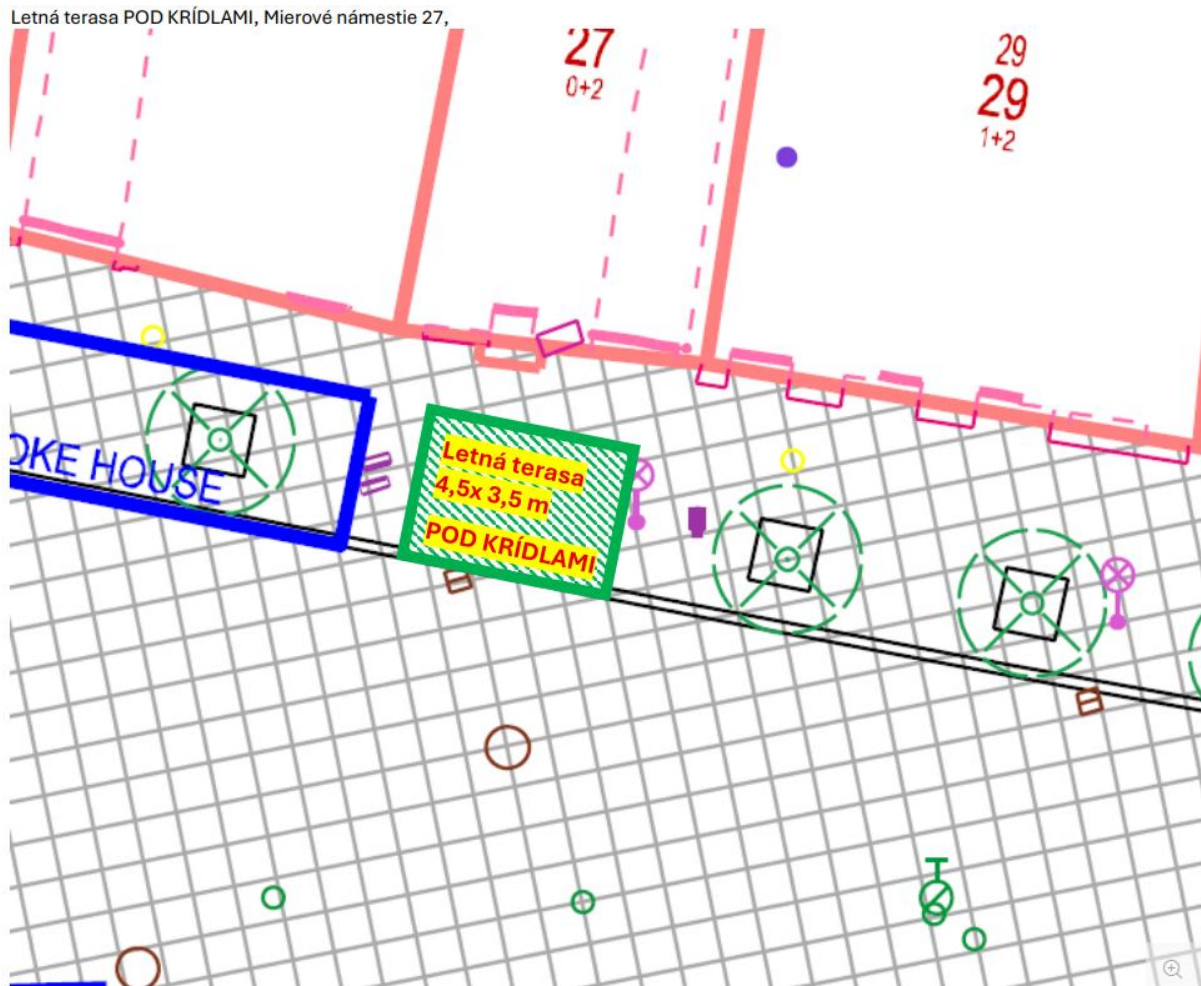 Letná terasa POD KRÍDLAMI, Mierové námestie 27,
27
0+2
29
29
1+2
OKE HOUSE
Letná terasa
4,5x 3,5 m
POD KRÍDLAMI